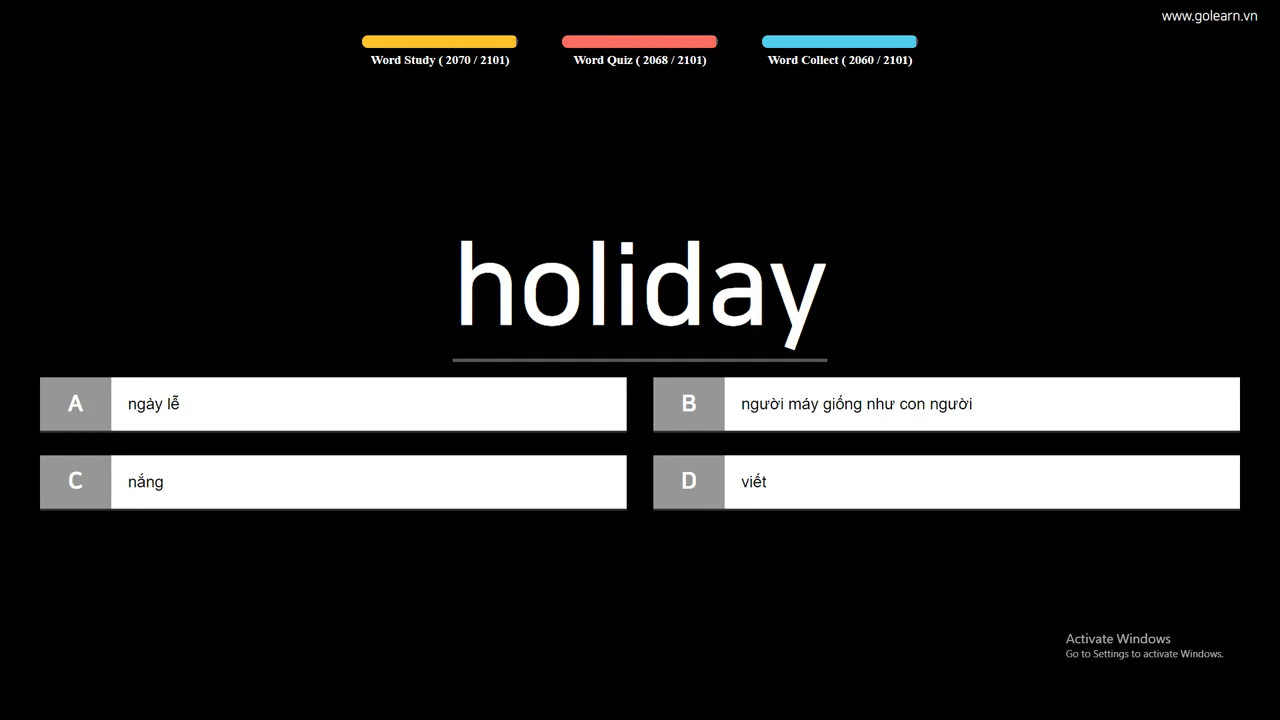 www.golearn.vn
Word Study ( 2070 / 2101) Word Quiz ( 2068 / 2101) Word Collect ( 2060 / 2101)
holiday
A ngày lễ
B người máy giống như con người
C nắng
D viết
Activate Windows
Go to Settings to activate Windows.